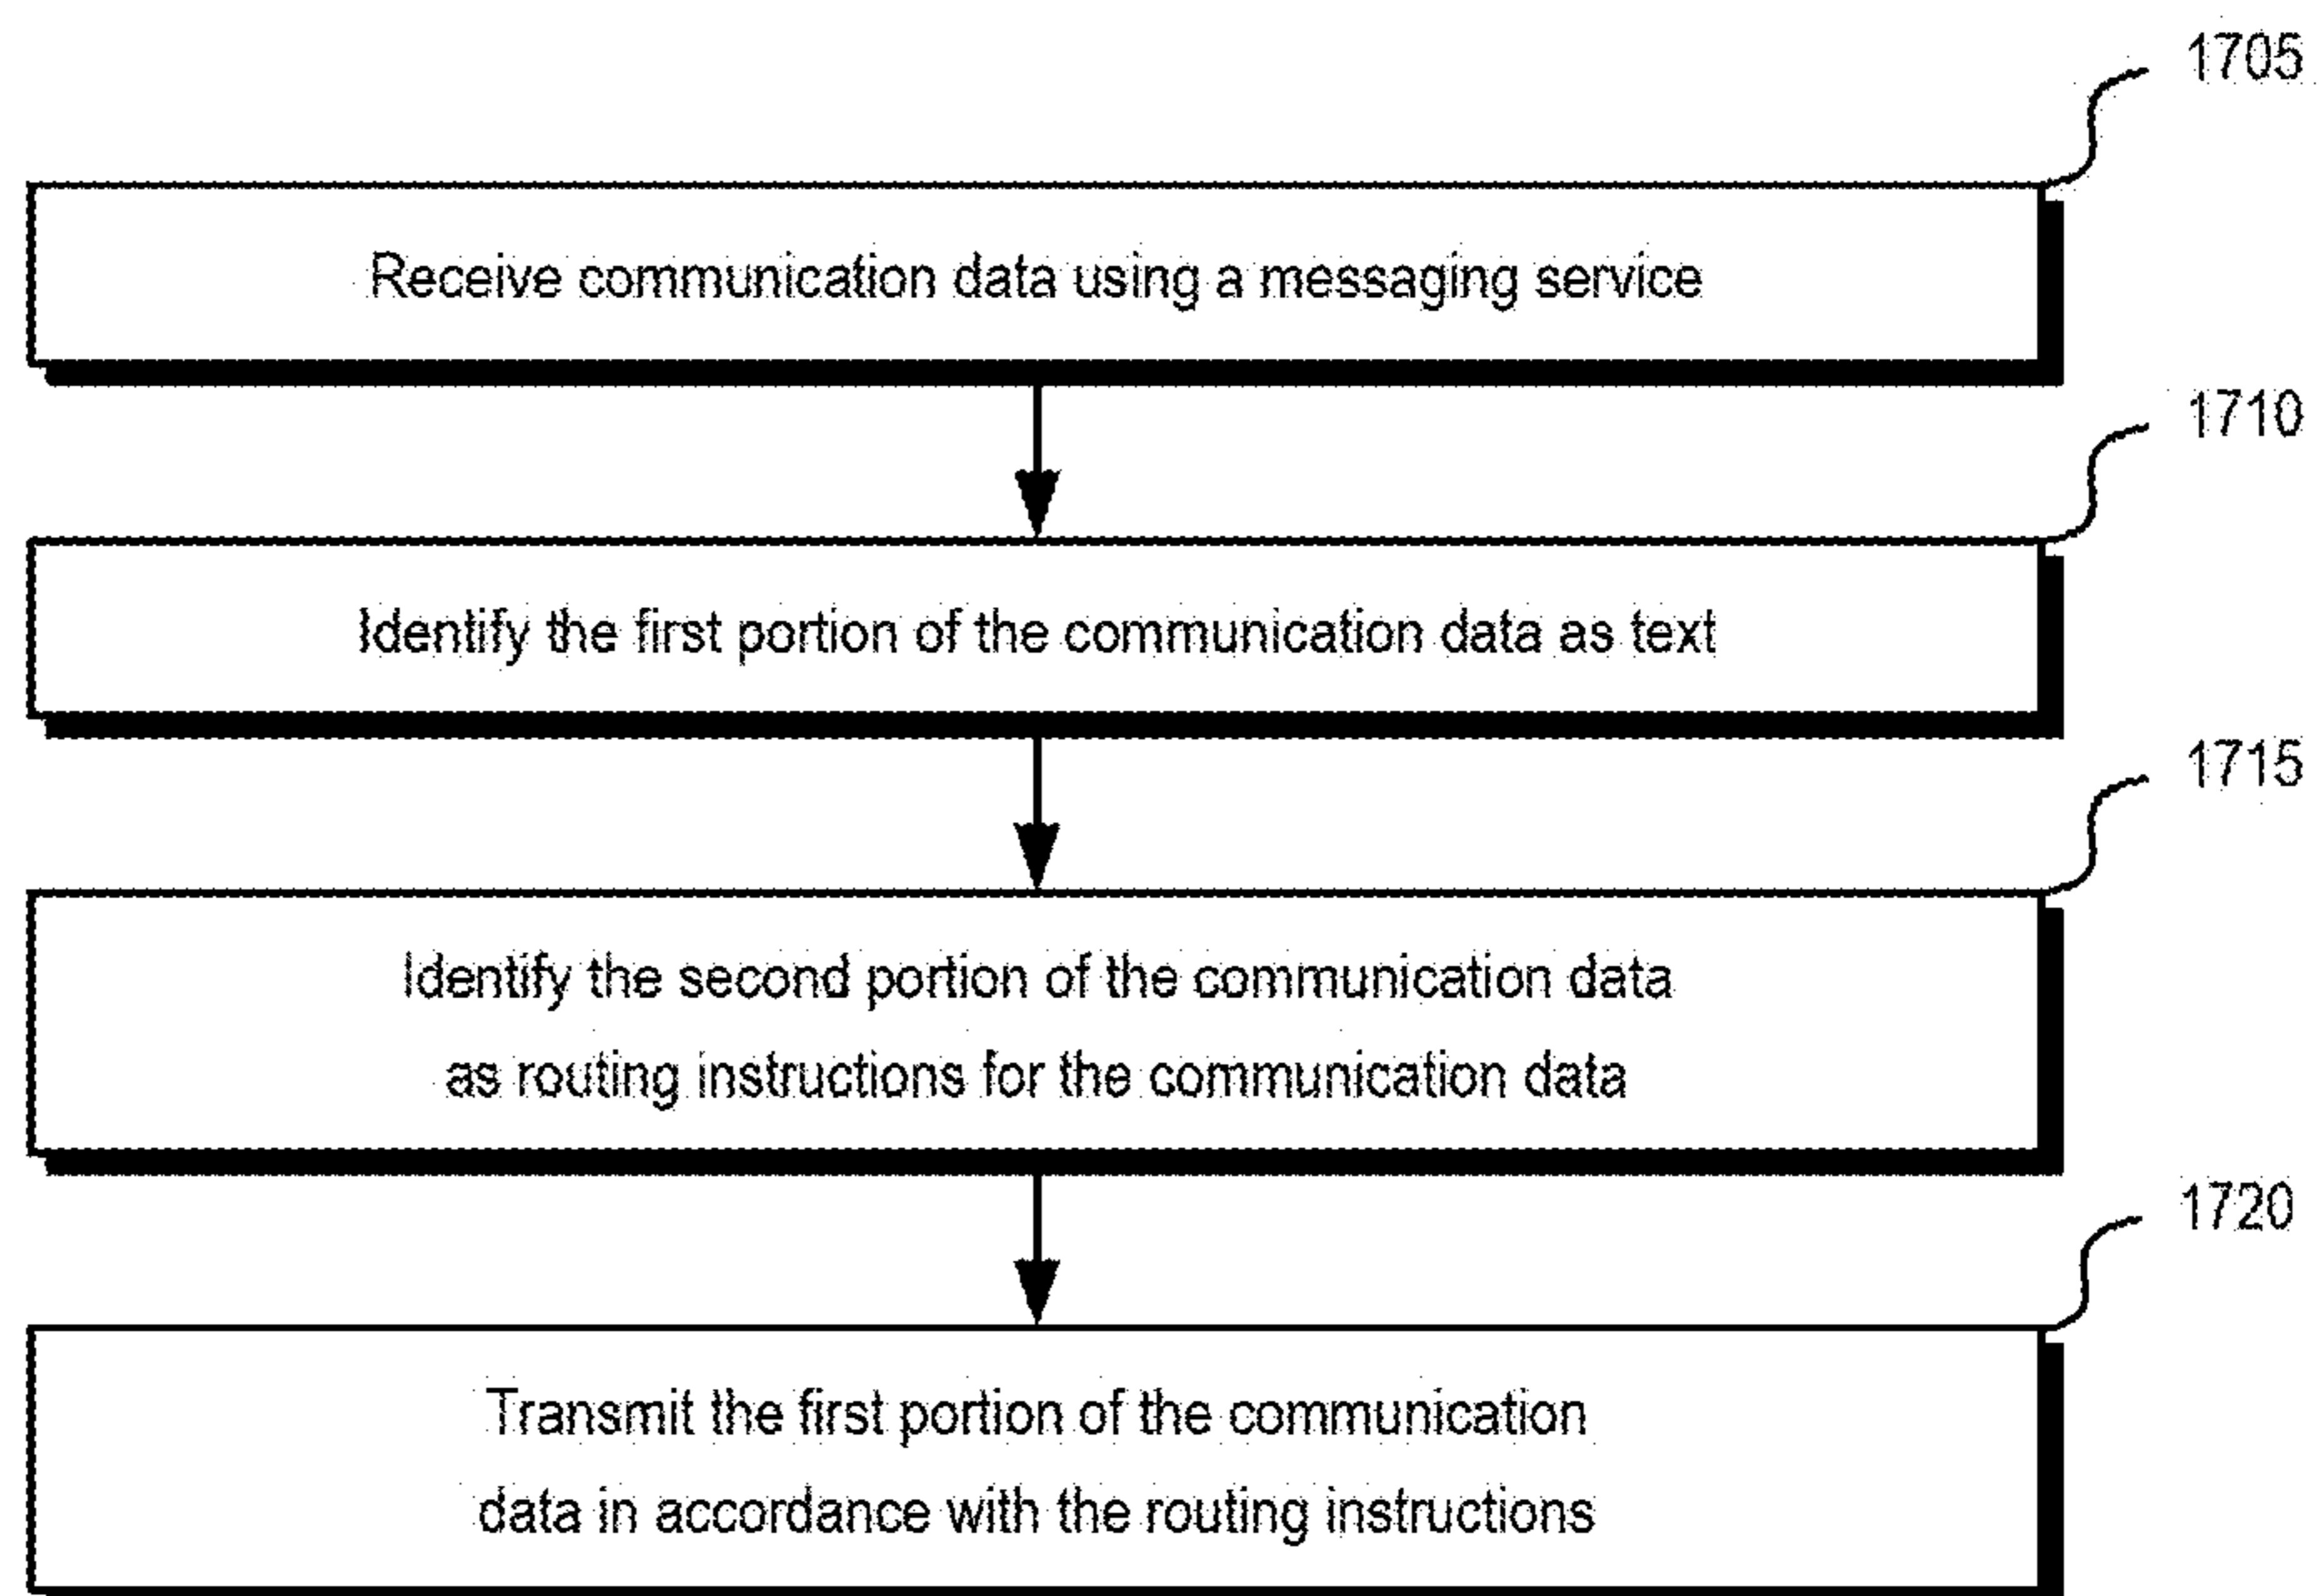 1705
Receive communication data using a messaging service
1710
Identify the first portion of the communication data as text
1715
Identify the second portion of the communication data
as routing instructions for the communication data
1720
Transmit the first portion of the communication
data in accordance with the routing instructions